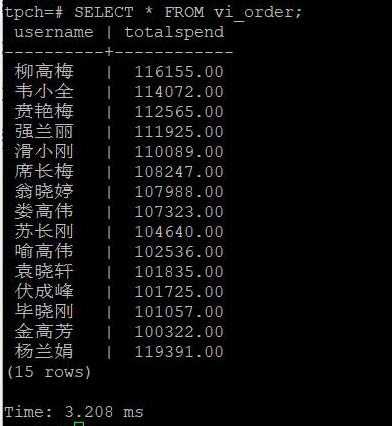 tpch=# SELECT * FROM vi_order;
username | totalspend
----------+------------
柳高梅 | 116155.00
韦小全 | 114072.00
贲艳梅 | 112565.00
强兰丽 | 111925.00
滑小刚 | 110089.00
席长梅 | 108247.00
翁晓婷 | 107988.00
娄高伟 | 107323.00
苏长刚 | 104640.00
喻高伟 | 102536.00
袁晓轩 | 101835.00
伏成峰 | 101725.00
毕晓刚 | 101057.00
金高芳 | 100322.00
杨兰娟 | 119391.00
(15 rows)
Time: 3.208 ms